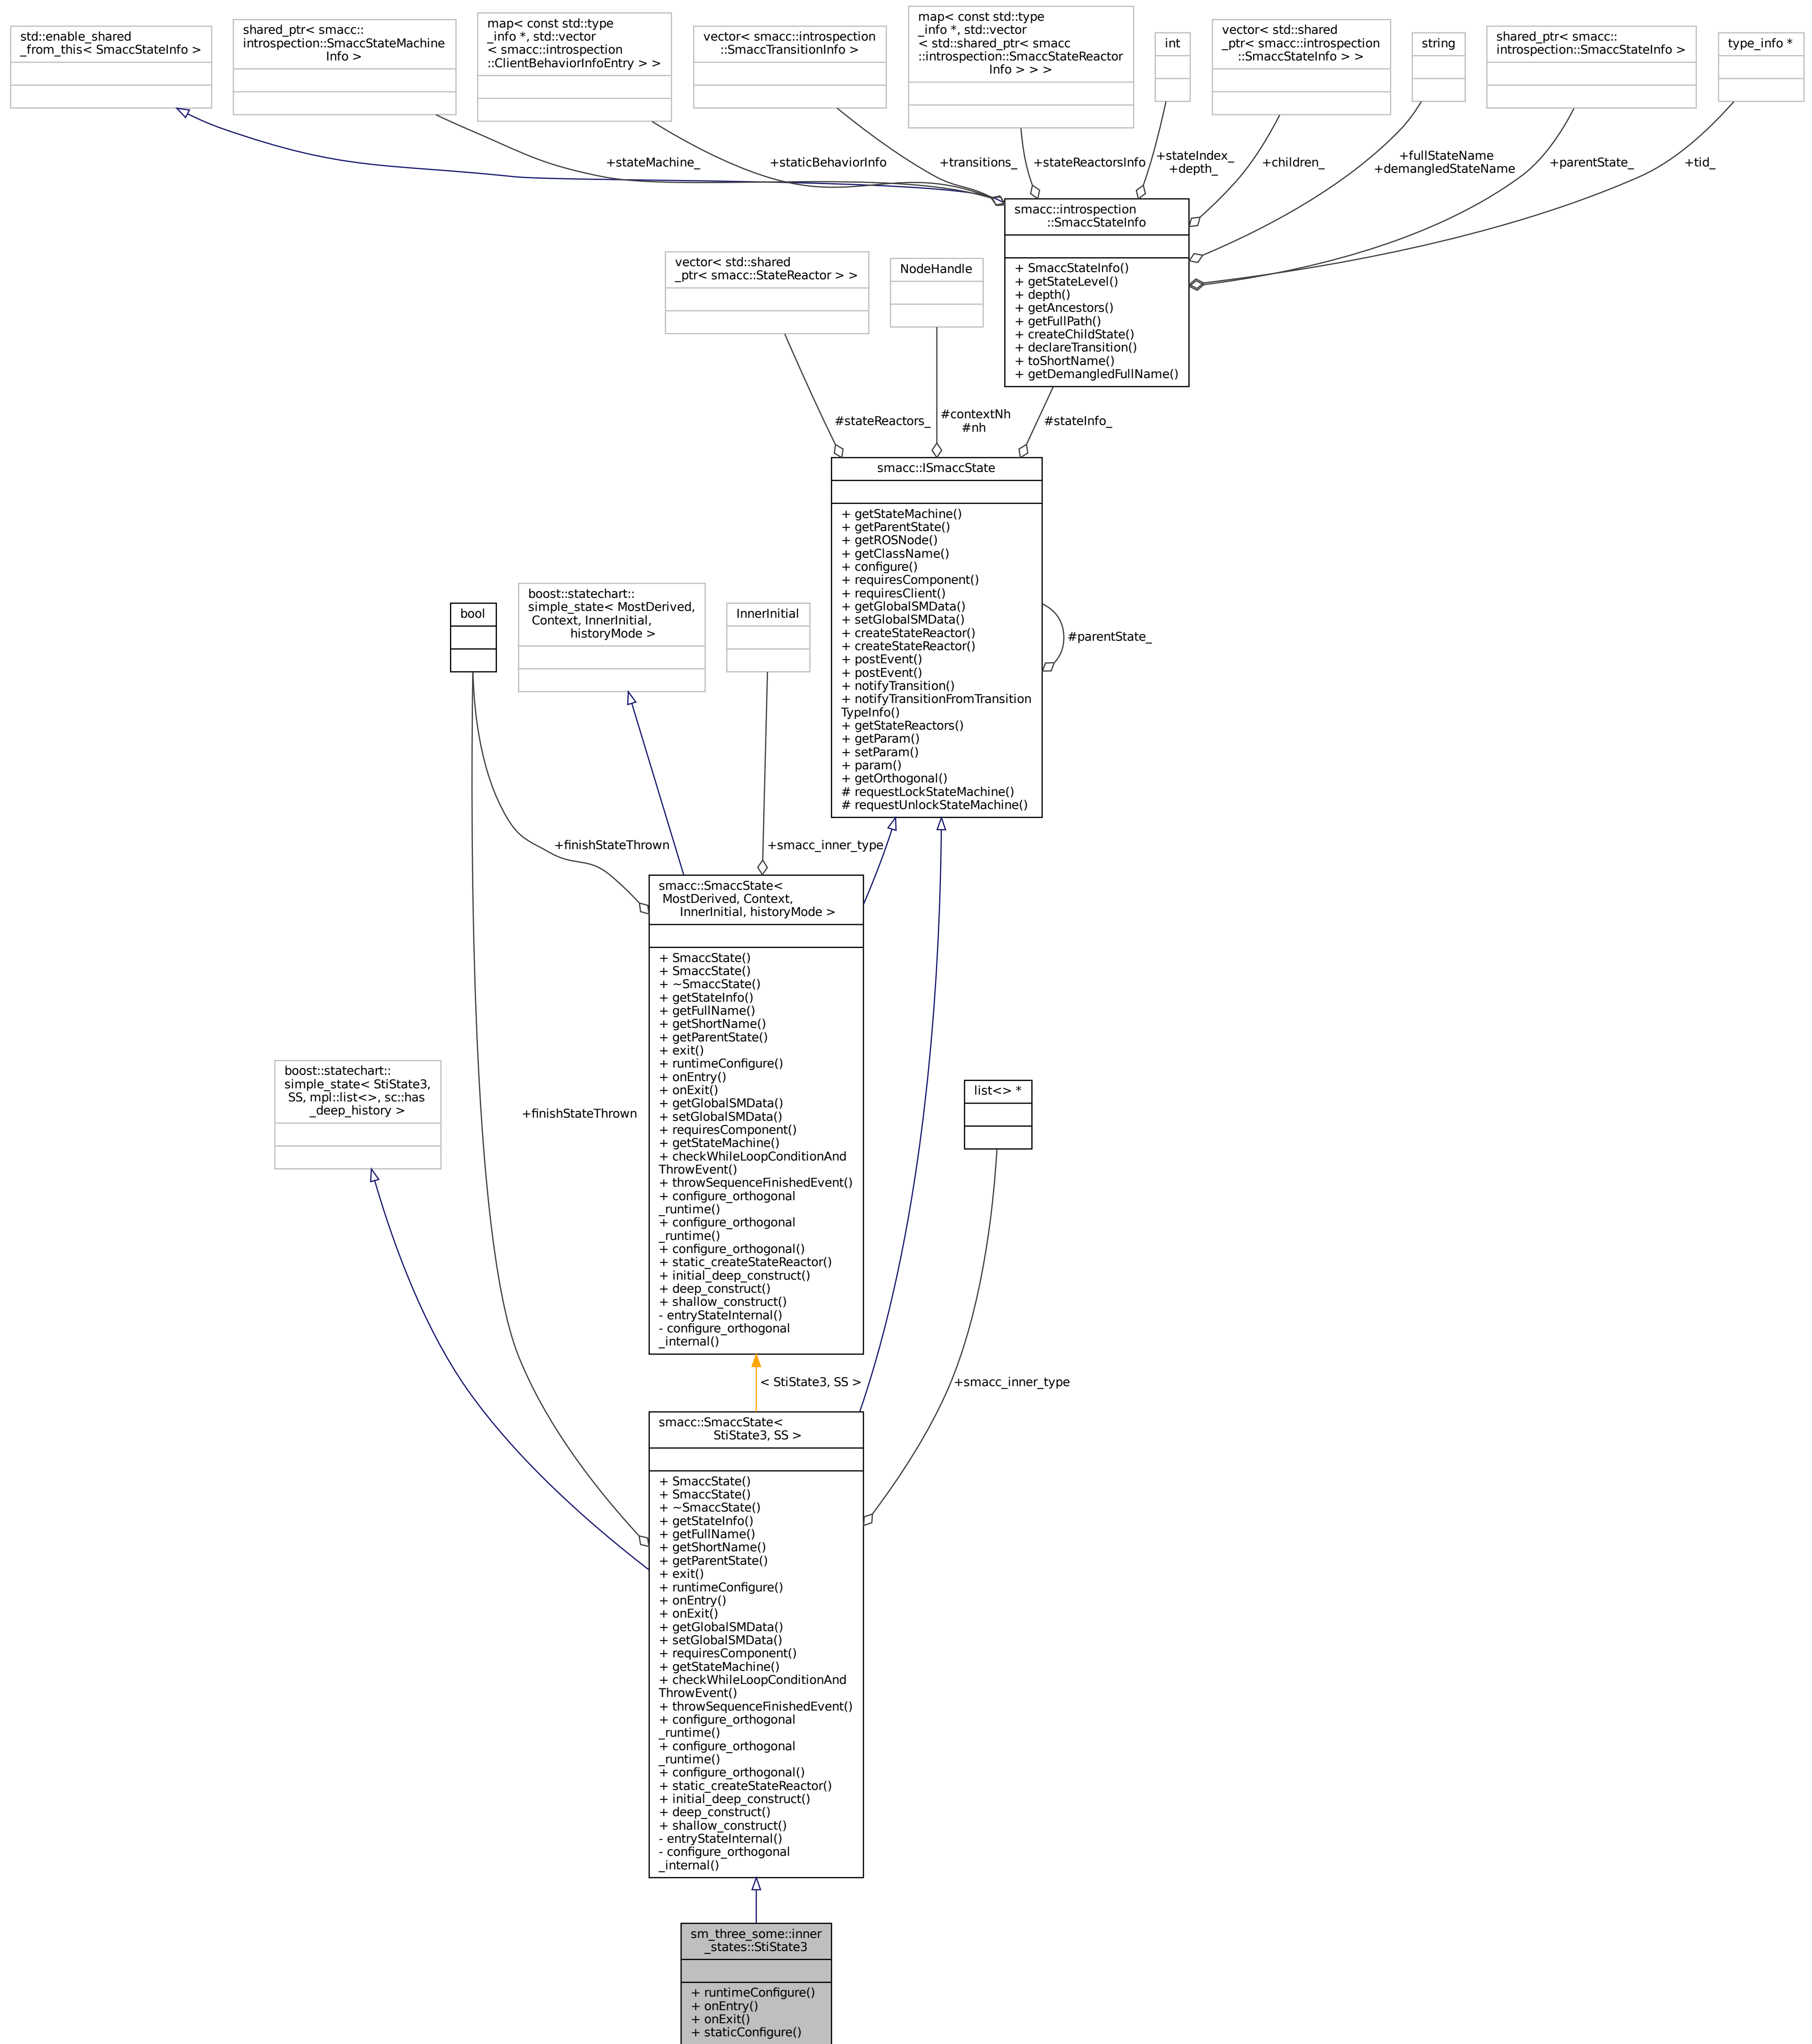 std::enable_shared
_from_this< SmaccStateInfo >
shared_ptr< smacc::
introspection::SmaccStateMachine
Info >
map< const std::type
_info *, std::vector
< smacc::introspection
::ClientBehaviorInfoEntry > >
vector< smacc::introspection
::SmaccTransitionInfo >
map< const std::type
_info *, std::vector
< std::shared_ptr< smacc
::introspection::SmaccStateReactor
Info > > >
int
vector< std::shared
_ptr< smacc::introspection
::SmaccStateInfo > >
string
shared_ptr< smacc::
introspection::SmaccStateInfo >
type_info *
+stateMachine_
+staticBehaviorInfo
+transitions_
+stateReactorsInfo
+stateIndex_
+depth_
+children_
+fullStateName
+demangledStateName
+parentState_
+tid_
smacc::introspection
::SmaccStateInfo
+ SmaccStateInfo()
+ getStateLevel()
+ depth()
+ getAncestors()
+ getFullPath()
+ createChildState()
+ declareTransition()
+ toShortName()
+ getDemangledFullName()
vector< std::shared
_ptr< smacc::StateReactor > >
NodeHandle
#stateReactors_
#contextNh
#nh
#stateInfo_
smacc::ISmaccState
+ getStateMachine()
+ getParentState()
+ getROSNode()
+ getClassName()
+ configure()
+ requiresComponent()
+ requiresClient()
+ getGlobalSMData()
+ setGlobalSMData()
+ createStateReactor()
+ createStateReactor()
+ postEvent()
+ postEvent()
+ notifyTransition()
+ notifyTransitionFromTransition
TypeInfo()
+ getStateReactors()
+ getParam()
+ setParam()
+ param()
+ getOrthogonal()
# requestLockStateMachine()
# requestUnlockStateMachine()
#parentState_
bool
boost::statechart::
simple_state< MostDerived,
Context, InnerInitial,
historyMode >
InnerInitial
+finishStateThrown
+smacc_inner_type
smacc::SmaccState<
MostDerived, Context,
InnerInitial, historyMode >
+ SmaccState()
+ SmaccState()
+ ~SmaccState()
+ getStateInfo()
+ getFullName()
+ getShortName()
+ getParentState()
+ exit()
+ runtimeConfigure()
+ onEntry()
+ onExit()
+ getGlobalSMData()
+ setGlobalSMData()
+ requiresComponent()
+ getStateMachine()
+ checkWhileLoopConditionAnd
ThrowEvent()
+ throwSequenceFinishedEvent()
+ configure_orthogonal
_runtime()
+ configure_orthogonal
_runtime()
+ configure_orthogonal()
+ static_createStateReactor()
+ initial_deep_construct()
+ deep_construct()
+ shallow_construct()
- entryStateInternal()
- configure_orthogonal
_internal()
boost::statechart::
simple_state< StiState3,
SS, mpl::list<>, sc::has
_deep_history >
+finishStateThrown
list<> *
< StiState3, SS >
+smacc_inner_type
smacc::SmaccState<
StiState3, SS >
+ SmaccState()
+ SmaccState()
+ ~SmaccState()
+ getStateInfo()
+ getFullName()
+ getShortName()
+ getParentState()
+ exit()
+ runtimeConfigure()
+ onEntry()
+ onExit()
+ getGlobalSMData()
+ setGlobalSMData()
+ requiresComponent()
+ getStateMachine()
+ checkWhileLoopConditionAnd
ThrowEvent()
+ throwSequenceFinishedEvent()
+ configure_orthogonal
_runtime()
+ configure_orthogonal
_runtime()
+ configure_orthogonal()
+ static_createStateReactor()
+ initial_deep_construct()
+ deep_construct()
+ shallow_construct()
- entryStateInternal()
- configure_orthogonal
_internal()
sm_three_some::inner
_states::StiState3
+ runtimeConfigure()
+ onEntry()
+ onExit()
+ staticConfigure()